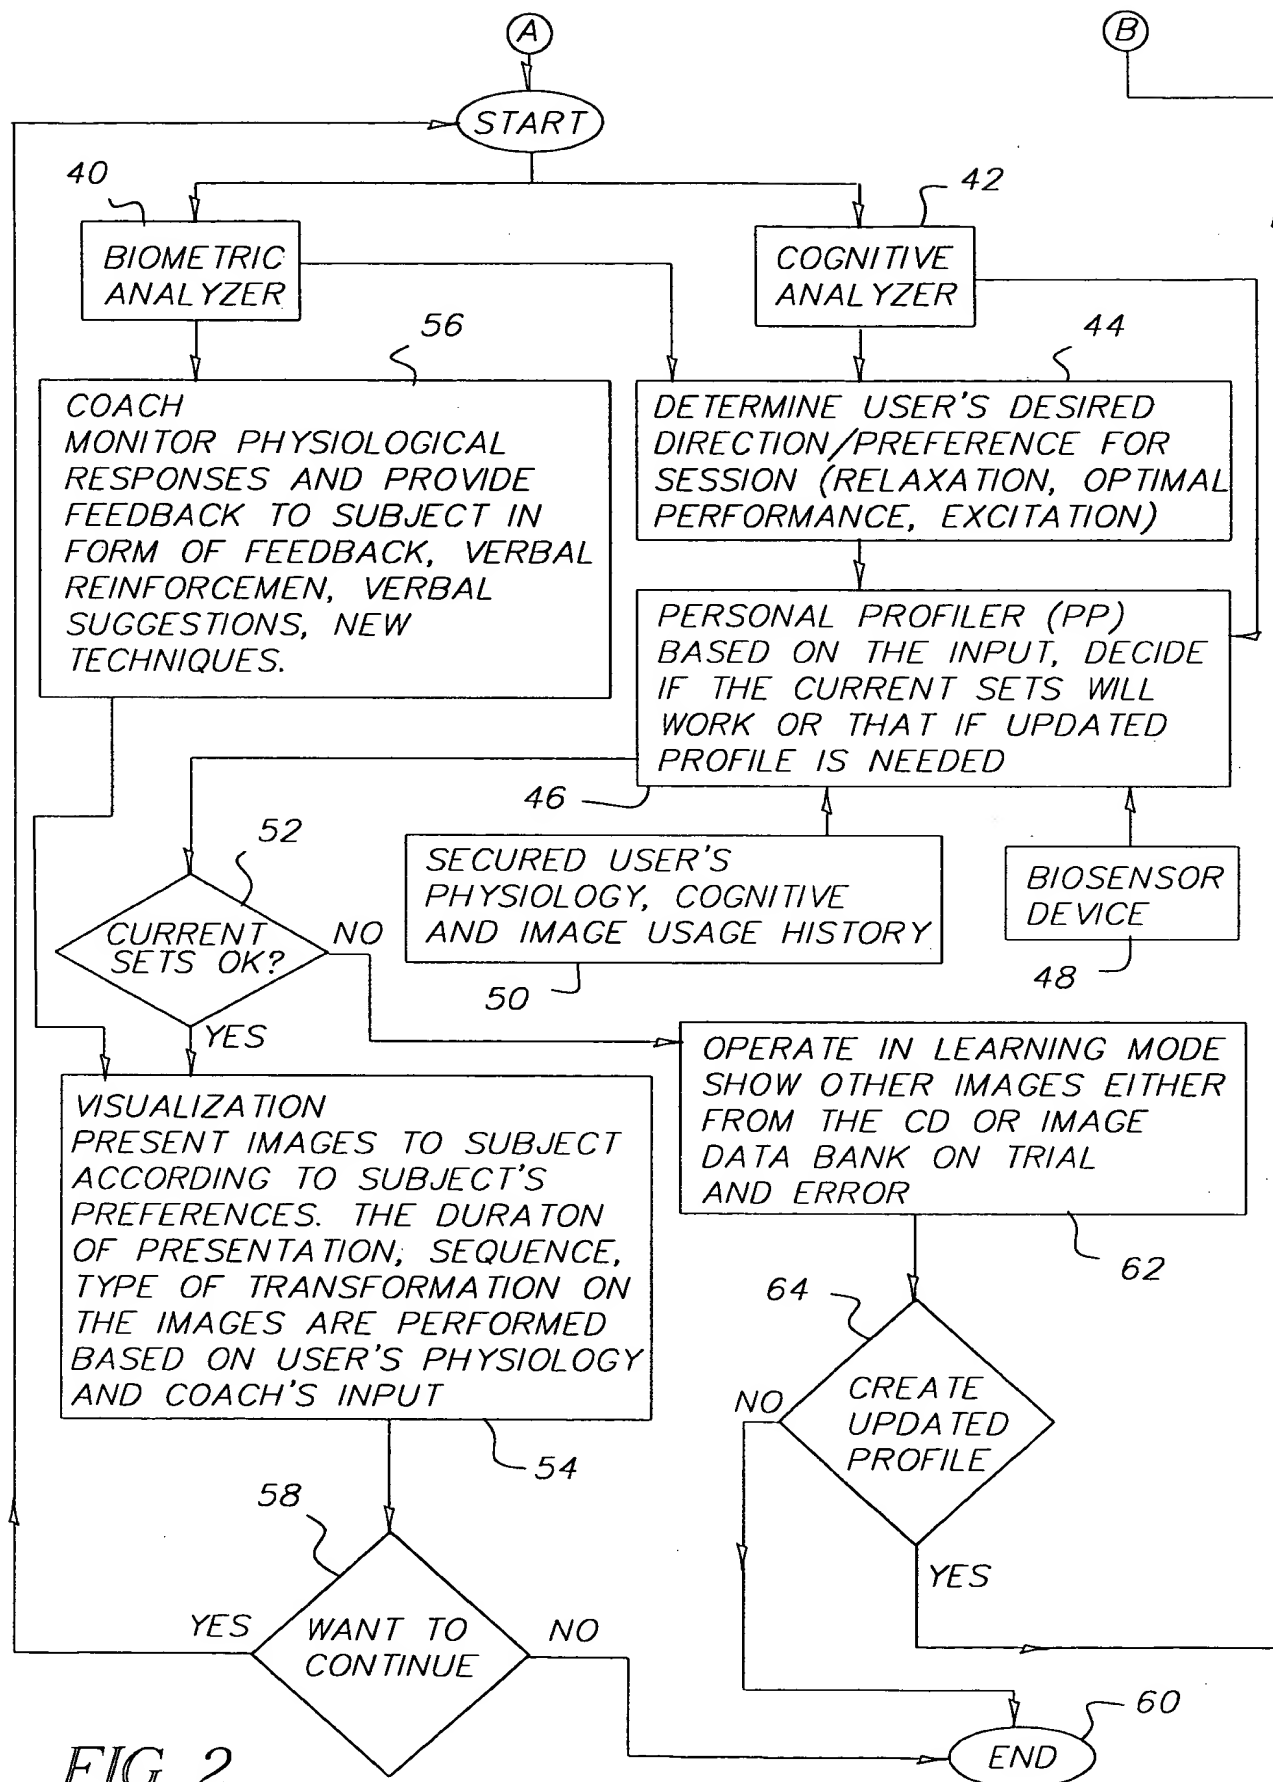 A
B
START
40
42
BIOMETRIC
ANALYZER
COGNITIVE
ANALYZER
56
44
COACH
MONITOR PHYSIOLOGICAL
RESPONSES AND PROVIDE
FEEDBACK TO SUBJECT IN
FORM OF FEEDBACK, VERBAL
REINFORCEMEN, VERBAL
SUGGESTIONS, NEW
TECHNIQUES.
DETERMINE USER'S DESIRED
DIRECTION/PREFERENCE FOR
SESSION (RELAXATION, OPTIMAL
PERFORMANCE, EXCITATION)
PERSONAL PROFILER (PP)
BASED ON THE INPUT, DECIDE
IF THE CURRENT SETS WILL
WORK OR THAT IF UPDATED
PROFILE IS NEEDED
46
52
SECURED USER'S
PHYSIOLOGY, COGNITIVE
AND IMAGE USAGE HISTORY
50
BIOSENSOR
DEVICE
48
CURRENT
SETS OK?
NO
YES
OPERATE IN LEARNING MODE
SHOW OTHER IMAGES EITHER
FROM THE CD OR IMAGE
DATA BANK ON TRIAL
AND ERROR
62
VISUALIZATION
PRESENT IMAGES TO SUBJECT
ACCORDING TO SUBJECT'S
PREFERENCES. THE DURATON
OF PRESENTATION, SEQUENCE,
TYPE OF TRANSFORMATION ON
THE IMAGES ARE PERFORMED
BASED ON USER'S PHYSIOLOGY
AND COACH'S INPUT
54
64
CREATE
UPDATED
PROFILE
NO
YES
58
WANT TO
CONTINUE
YES
NO
60
END
FIG. 2